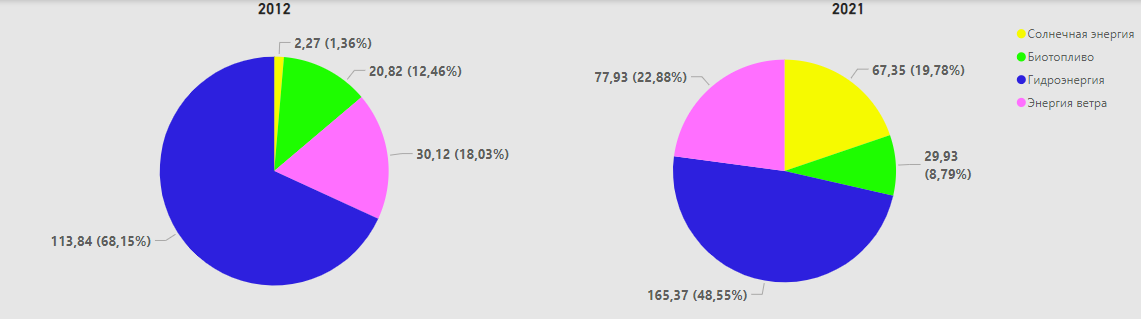 2012
2,27 (1,36%)
20,82 (12,46%)
30,12 (18,03%)
113,84 (68,15%)
2021
67,35 (19,78%)
77,93 (22,88%)
29,93
(8,79%)
165,37 (48,55%)
Солнечная энергия
Биотопливо
Гидроэнергия
Энергия ветра